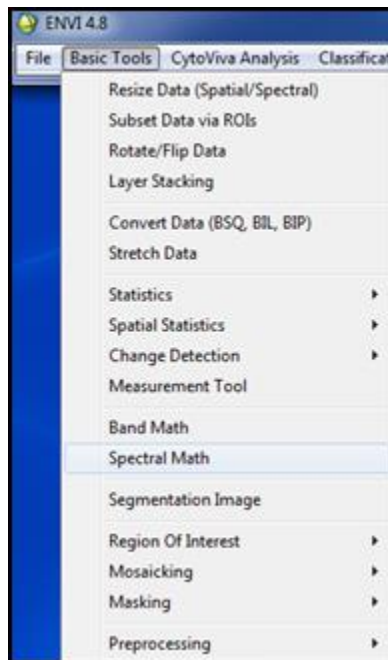 ENVI 4.8
File Basic Tools CytoViva Analysis Classificat
Resize Data (Spatial/Spectral)
Subset Data via ROIs
Rotate/Flip Data
Layer Stacking
Convert Data (BSQ, BIL, BIP)
Stretch Data
Statistics
Spatial Statistics
Change Detection
Measurement Tool
Band Math
Spectral Math
Segmentation Image
Region Of Interest
Mosaicking
Masking
Preprocessing